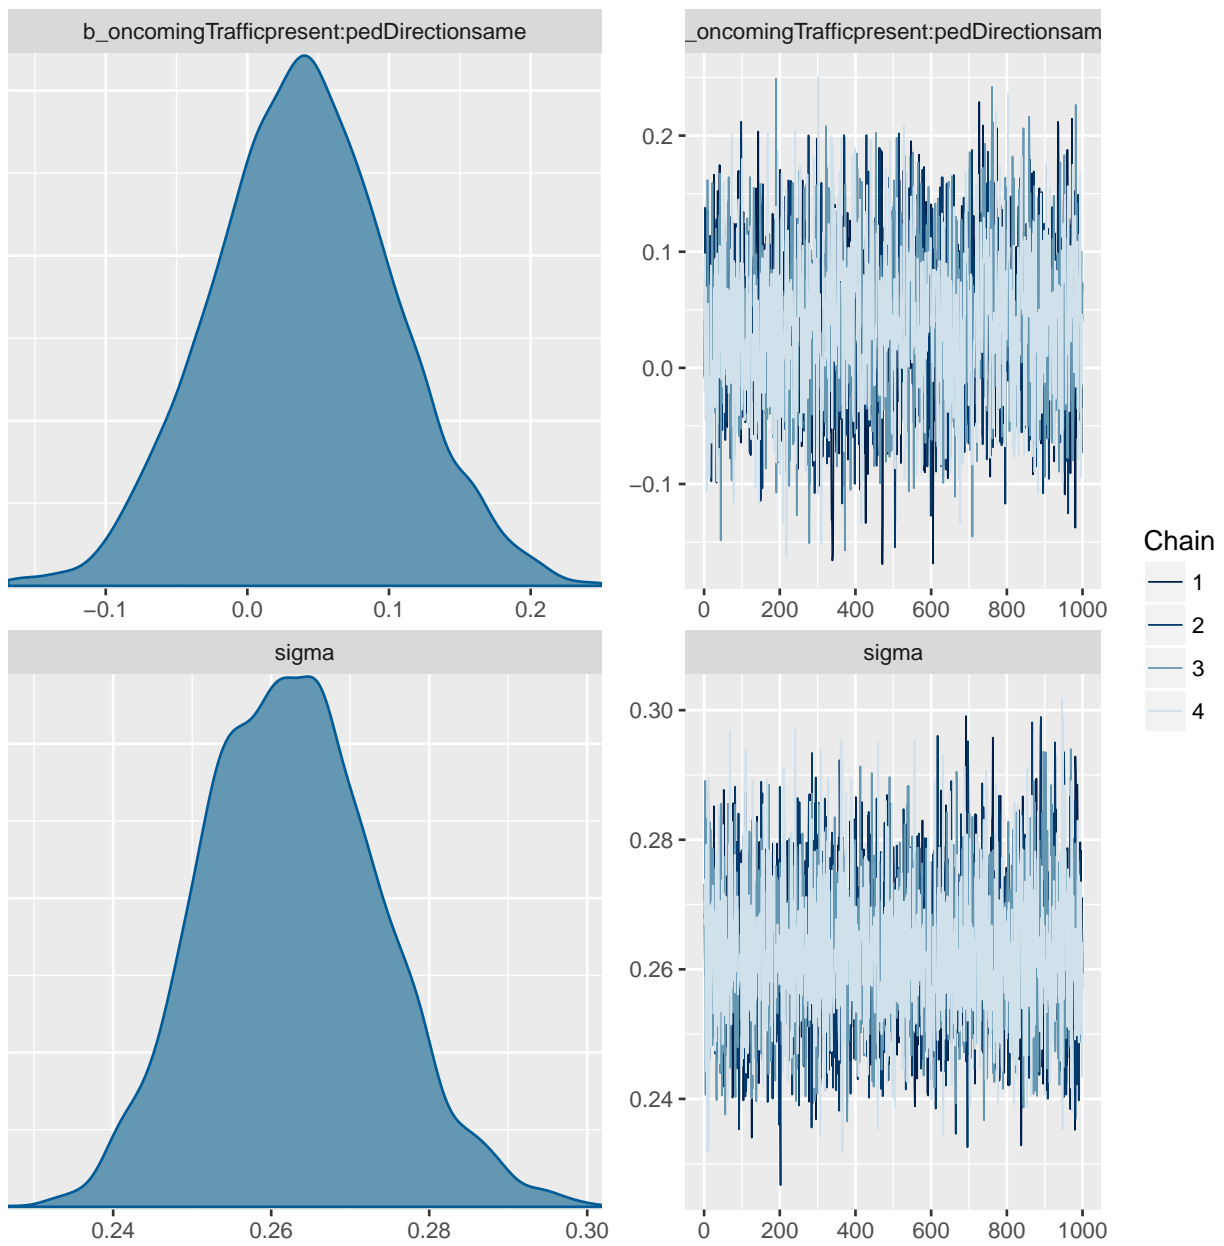 b_oncomingTrafficpresent:pedDirectionsame
_oncomingTrafficpresent:pedDirectionsam
0.2
0.1
0.0
−0.1
−0.1 0.0 0.1 0.2
0 200 400 600 800 1000
sigma
sigma
0.30
0.28
0.26
0.24
0.24 0.26 0.28 0.30
0 200 400 600 800 1000
Chain
1
2
3
4